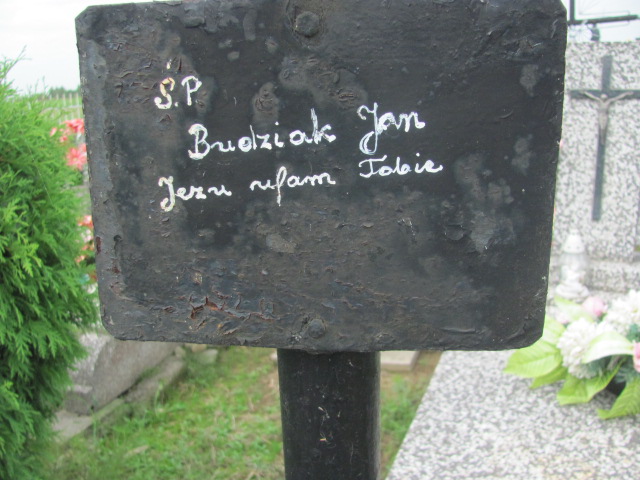 Ś.P.
Budziak Jan
Jezu ufam Tobie